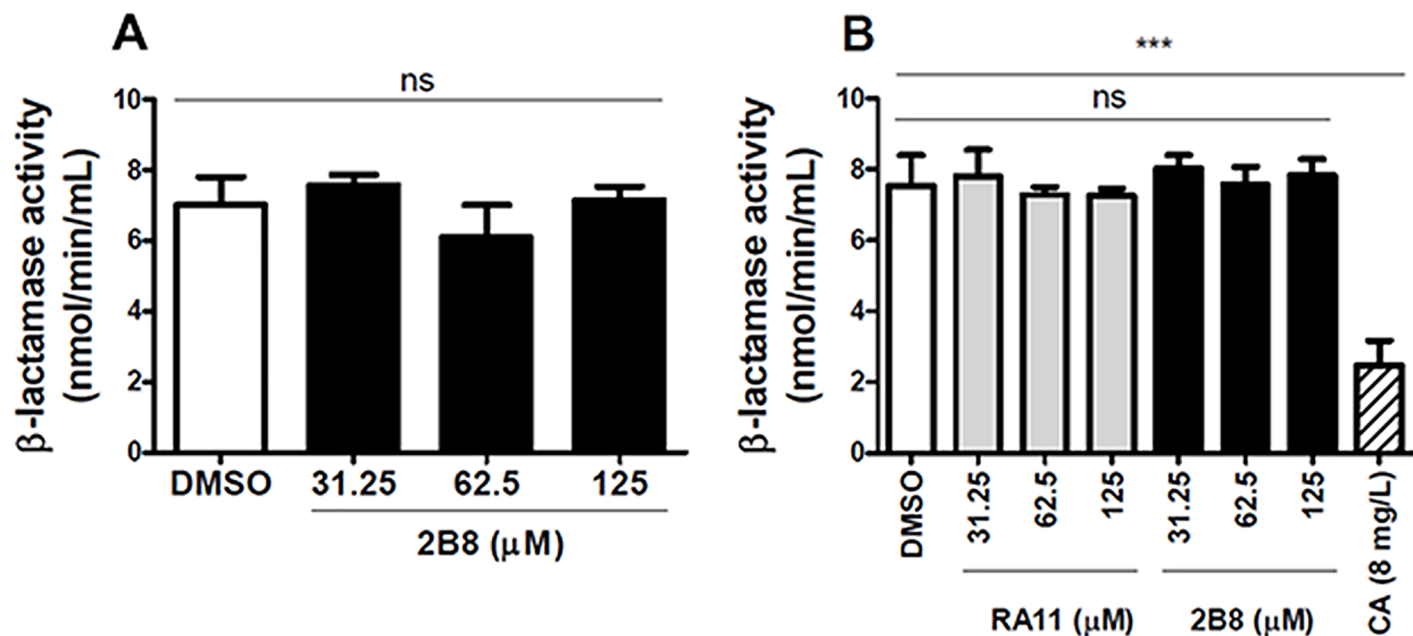 A
ns
β-lactamase activity
(nmol/min/mL)
10
8
6
4
2
0
DMSO 31.25 62.5 125
2B8 (μM)
B
***
ns
β-lactamase activity
(nmol/min/mL)
10
8
6
4
2
0
DMSO
31.25
62.5
125
31.25
62.5
125
CA (8 mg/L)
RA11 (μM) 2B8 (μM)